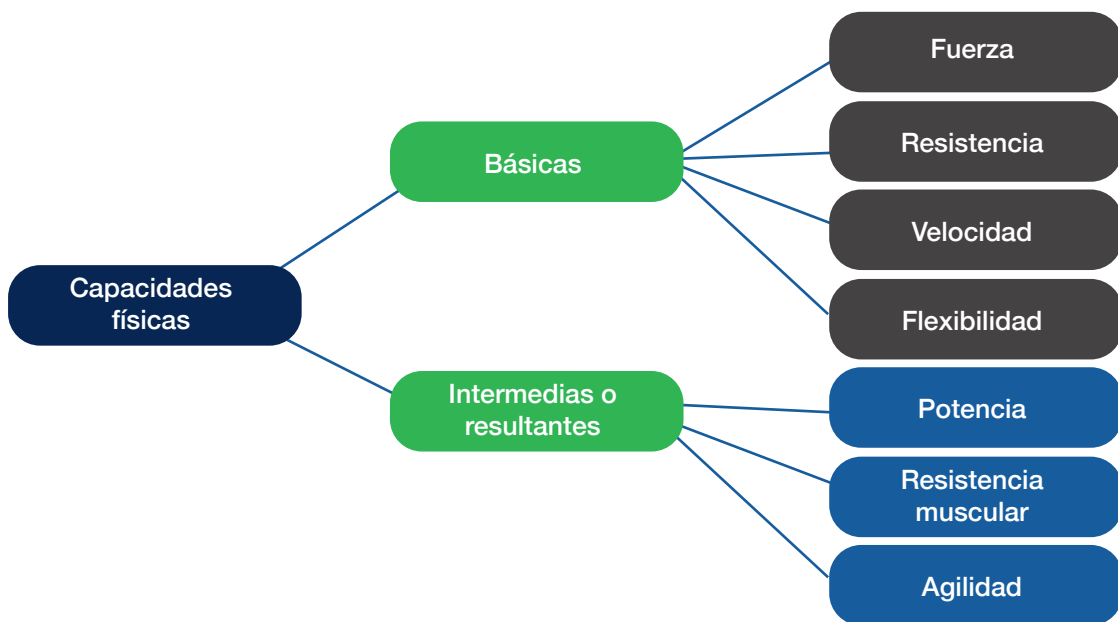 Capacidades
físicas
Básicas
Fuerza
Resistencia
Velocidad
Flexibilidad
Intermedias o
resultantes
Potencia
Resistencia
muscular
Agilidad